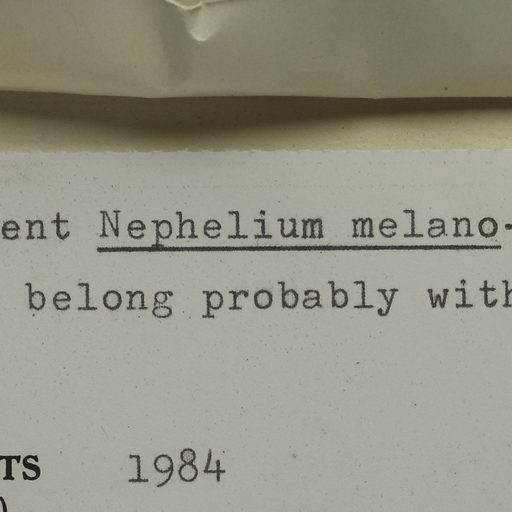 ent Nephelium melano-
belong probably with
TS 1984
)